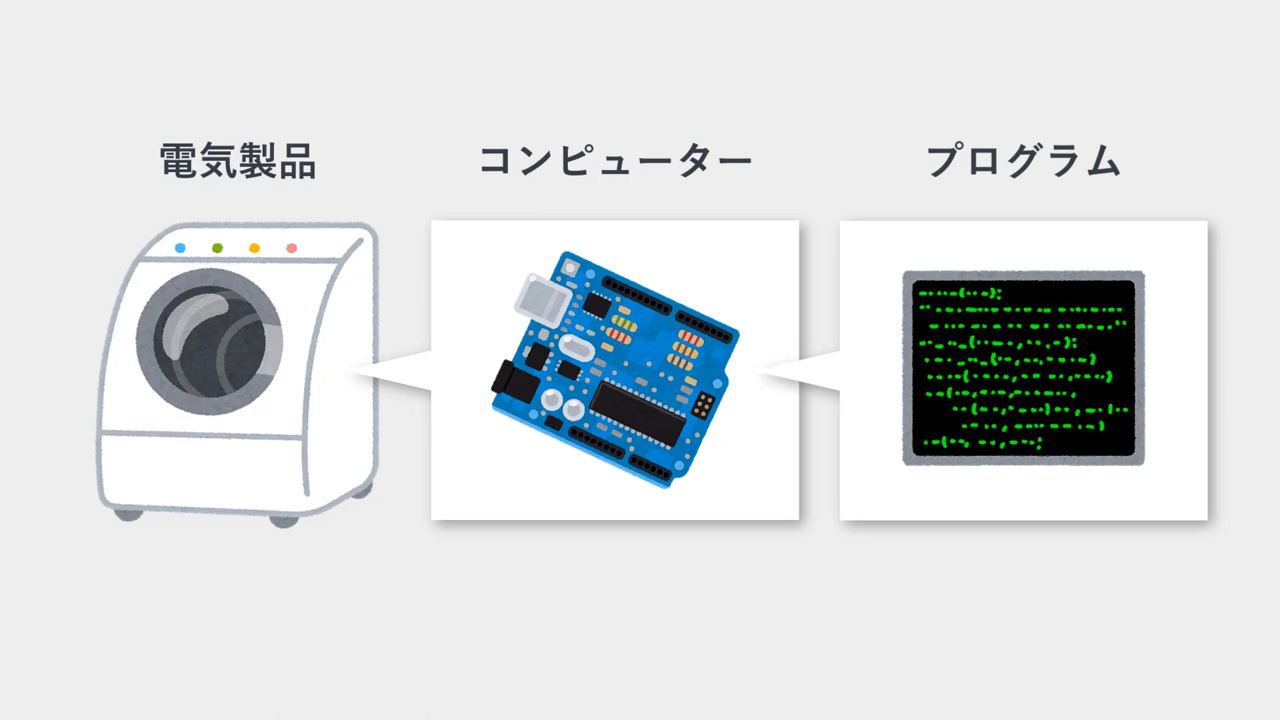 電気製品
コンピューター
プログラム